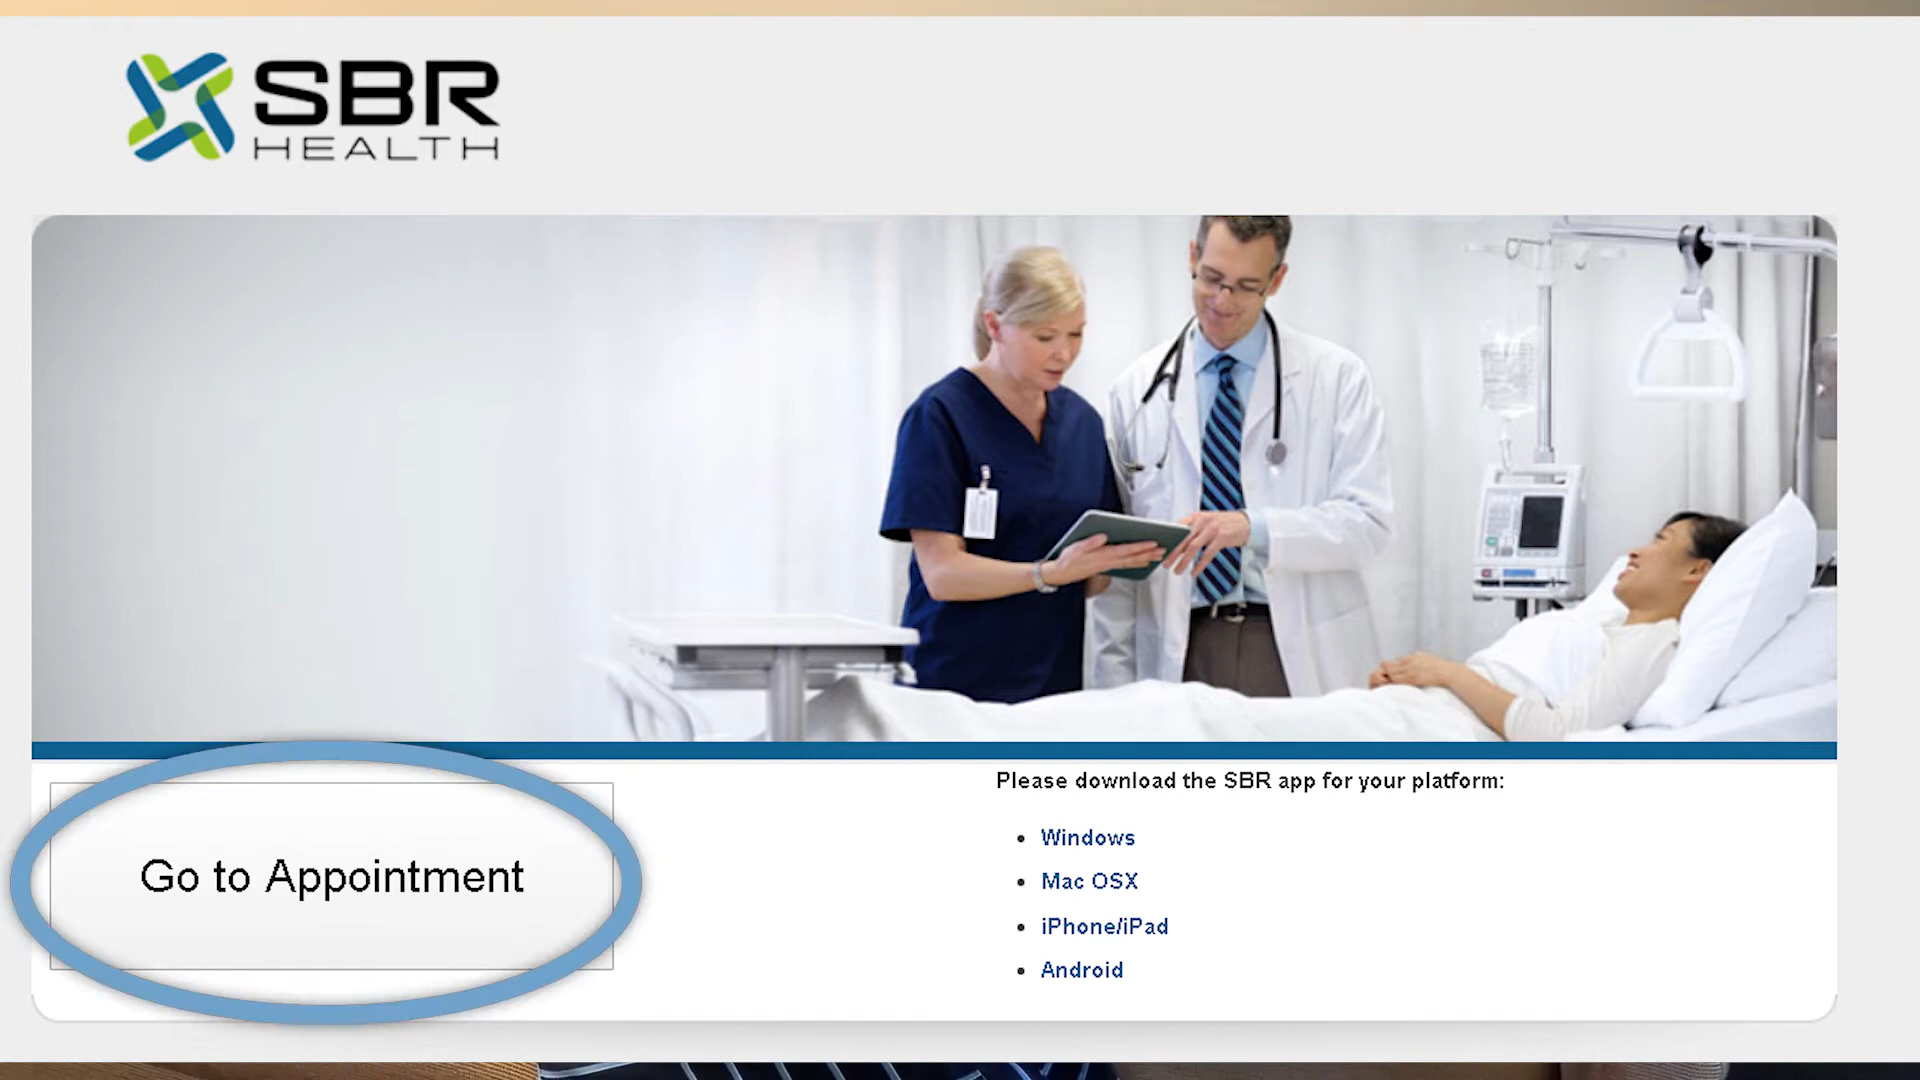 SBR
HEALTH
Please download the SBR app for your platform:
Windows
Go to Appointment
Mac OSX
iPhone/iPad
Android